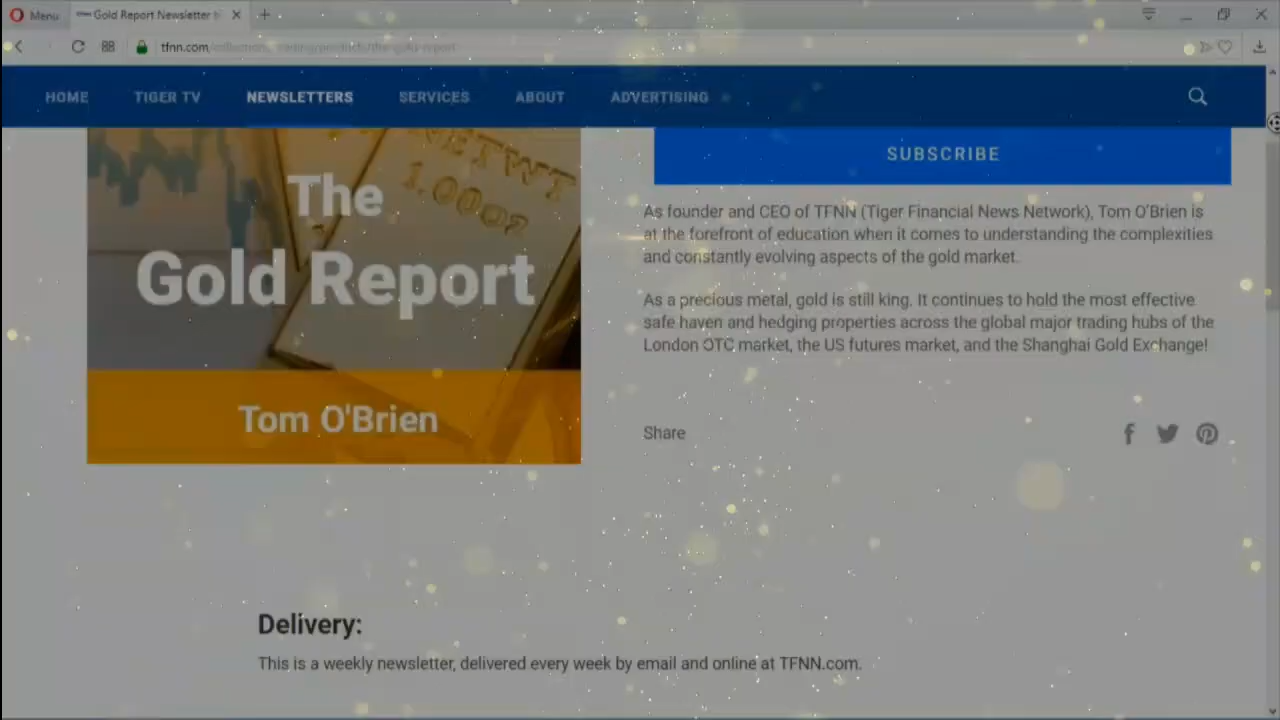 Menu
Gold Report Newsletter
tfnn.com/
HOME TIGER TV NEWSLETTERS SERVICES ABOUT ADVERTISING
NETWT
1.00oz
The
Gold Report
Tom O'Brien
SUBSCRIBE
As founder and CEO of TFNN (Tiger Financial News Network), Tom O'Brien is
at the forefront of education when it comes to understanding the complexities
and constantly evolving aspects of the gold market.
As a precious metal, gold is still king. It continues to hold the most effective
safe haven and hedging properties across the global major trading hubs of the
London OTC market, the US futures market, and the Shanghai Gold Exchange!
Share
Delivery:
This is a weekly newsletter, delivered every week by email and online at TFNN.com.